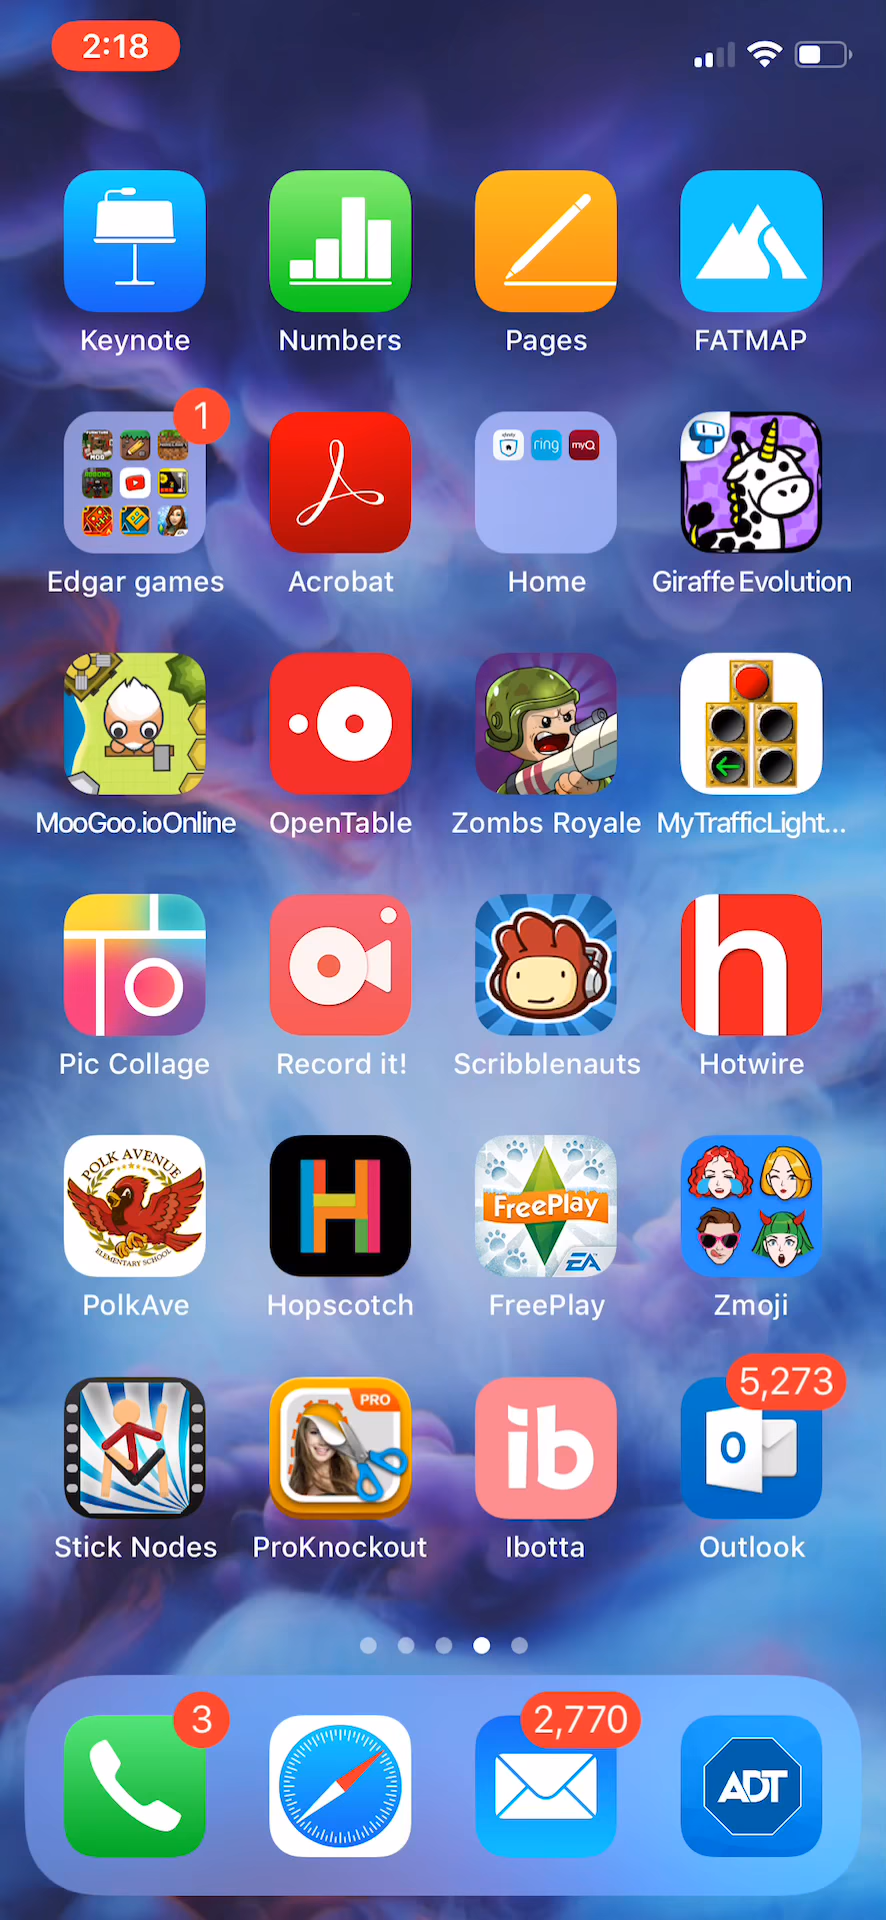 2:18
Keynote
Numbers
Pages
FATMAP
1
ring
myQ
Edgar games
Acrobat
Home
Giraffe Evolution
MooGoo.ioOnline
OpenTable
Zombs Royale
MyTrafficLight...
h
Pic Collage
Record it!
Scribblenauts
Hotwire
POLK AVENUE
ELEMENTARY SCHOOL
H
FreePlay
EA
PolkAve
Hopscotch
FreePlay
Zmoji
PRO
ib
5,273
O
Stick Nodes
ProKnockout
Ibotta
Outlook
3
2,770
ADT